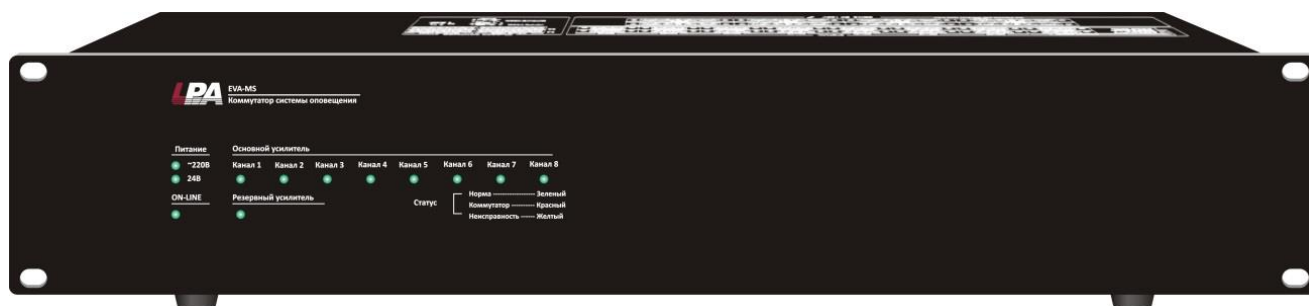 LPA
EVA-MS
Коммутатор системы оповещения
Питание
Основной усилитель
~220В
Канал 1 Канал 2 Канал 3 Канал 4 Канал 5 Канал 6 Канал 7 Канал 8
24В
ON-LINE
Резервный усилитель
Статус
Норма Зеленый
Коммутатор Красный
Неисправность Желтый